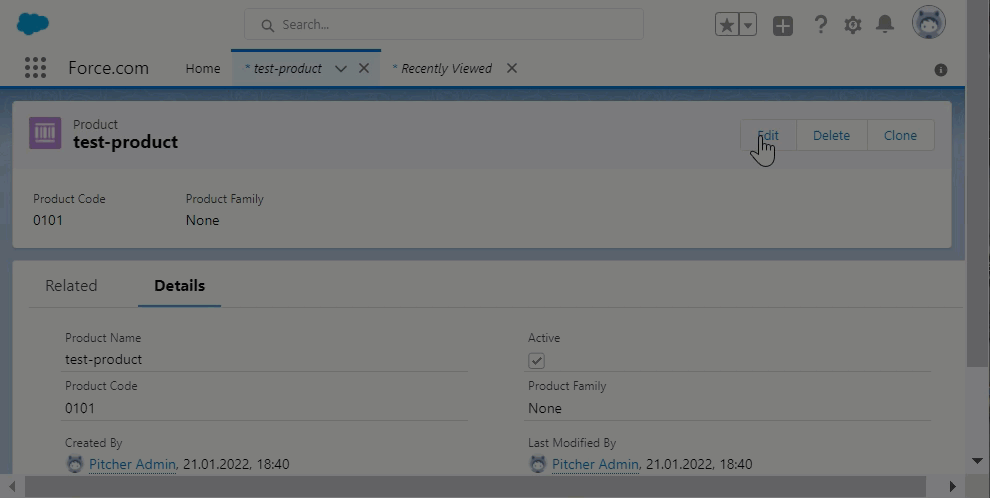 Search...
Force.com Home * test-product * Recently Viewed
Product
test-product
Edit Delete Clone
Product Code Product Family
0101 None
Related Details
Product Name Active
test-product
Product Code Product Family
0101 None
Created By Last Modified By
Pitcher Admin, 21.01.2022, 18:40 Pitcher Admin, 21.01.2022, 18:40